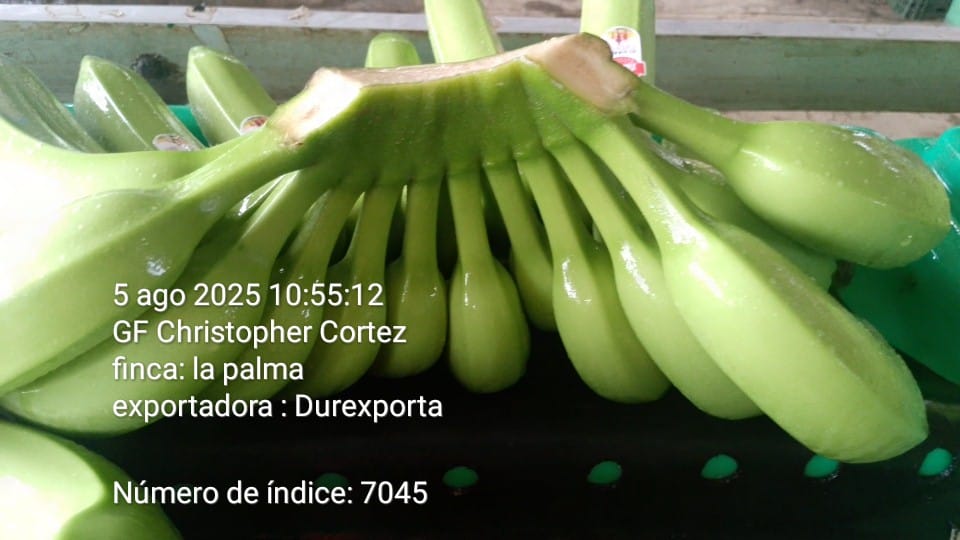 5 ago 2025 10:55:12
GF Christopher Cortez
finca: la palma
exportadora : Durexporta
Número de índice: 7045